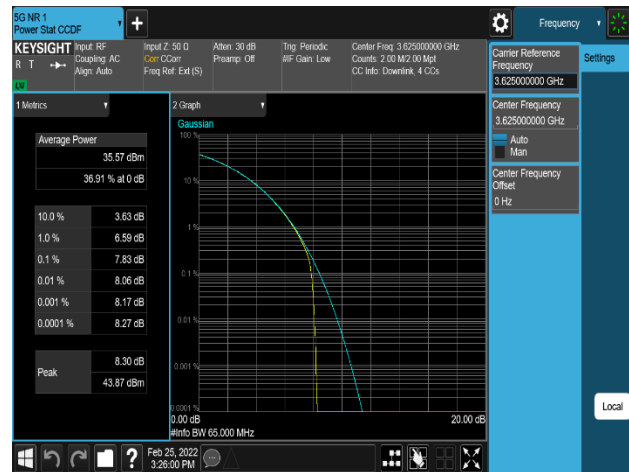 5G NR 1
Power Stat CCDF
Frequency
KEYSIGHT
R T
LXI
Input: RF
Coupling: AC
Align: Auto
Input Z: 50 Ω
Corr CCorr
Freq Ref: Ext (S)
Atten: 30 dB
Preamp: Off
Trig: Periodic
#IF Gain: Low
Center Freq: 3.625000000 GHz
Counts: 2.00 M/2.00 Mpt
CC Info: Downlink, 4 CCs
Carrier Reference
Frequency
3.625000000 GHz
Settings
Center Frequency
3.625000000 GHz
Auto
Man
Center Frequency
Offset
0 Hz
Local
1 Metrics
Average Power
35.57 dBm
36.91 % at 0 dB
10.0 % 3.63 dB
1.0 % 6.59 dB
0.1 % 7.83 dB
0.01 % 8.06 dB
0.001 % 8.17 dB
0.0001 % 8.27 dB
Peak
8.30 dB
43.87 dBm
2 Graph
Gaussian
100 %
10 %
1 %
0.1 %
0.01 %
0.001 %
0.0001 %
0.00 dB
20.00 dB
#Info BW 65.000 MHz
?
Feb 25, 2022
3:26:00 PM